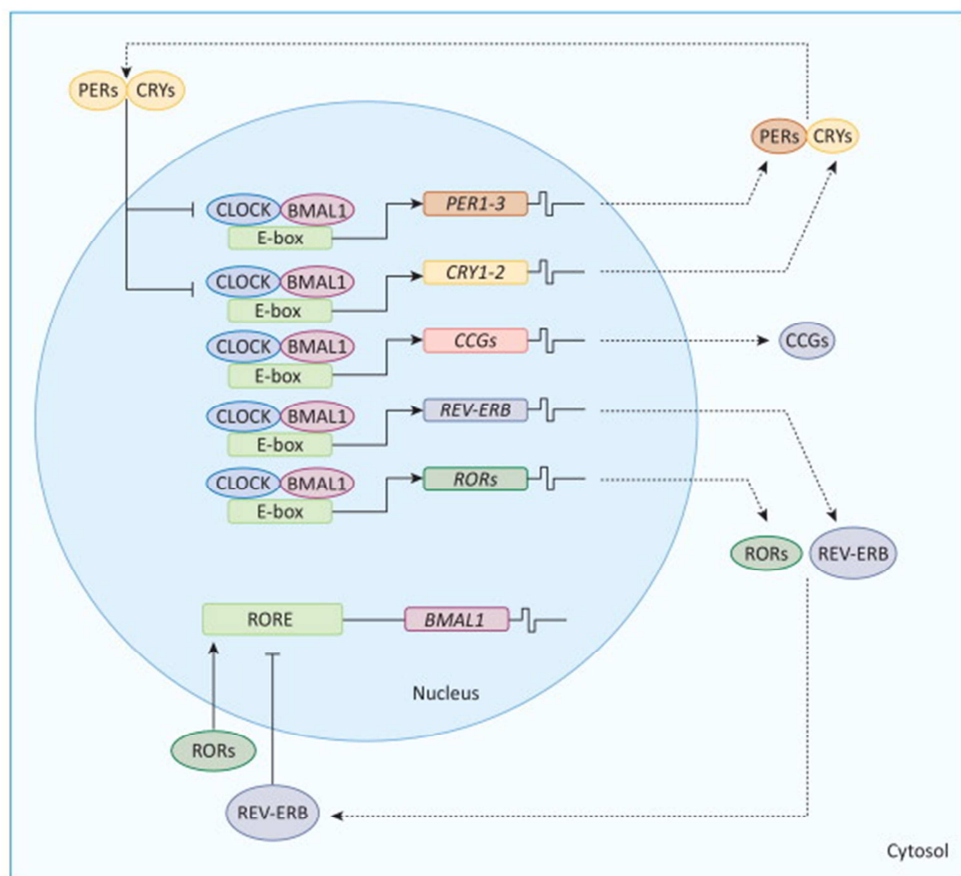 PERs CRYs
PERs CRYs
CLOCK BMAL1 PER1-3
E-box
CLOCK BMAL1 CRY1-2
E-box
CLOCK BMAL1 CCGs CCGs
E-box
CLOCK BMAL1 REV-ERB
E-box
CLOCK BMAL1 RORs
E-box
RORs REV-ERB
RORE BMAL1
Nucleus
RORs
REV-ERB
Cytosol